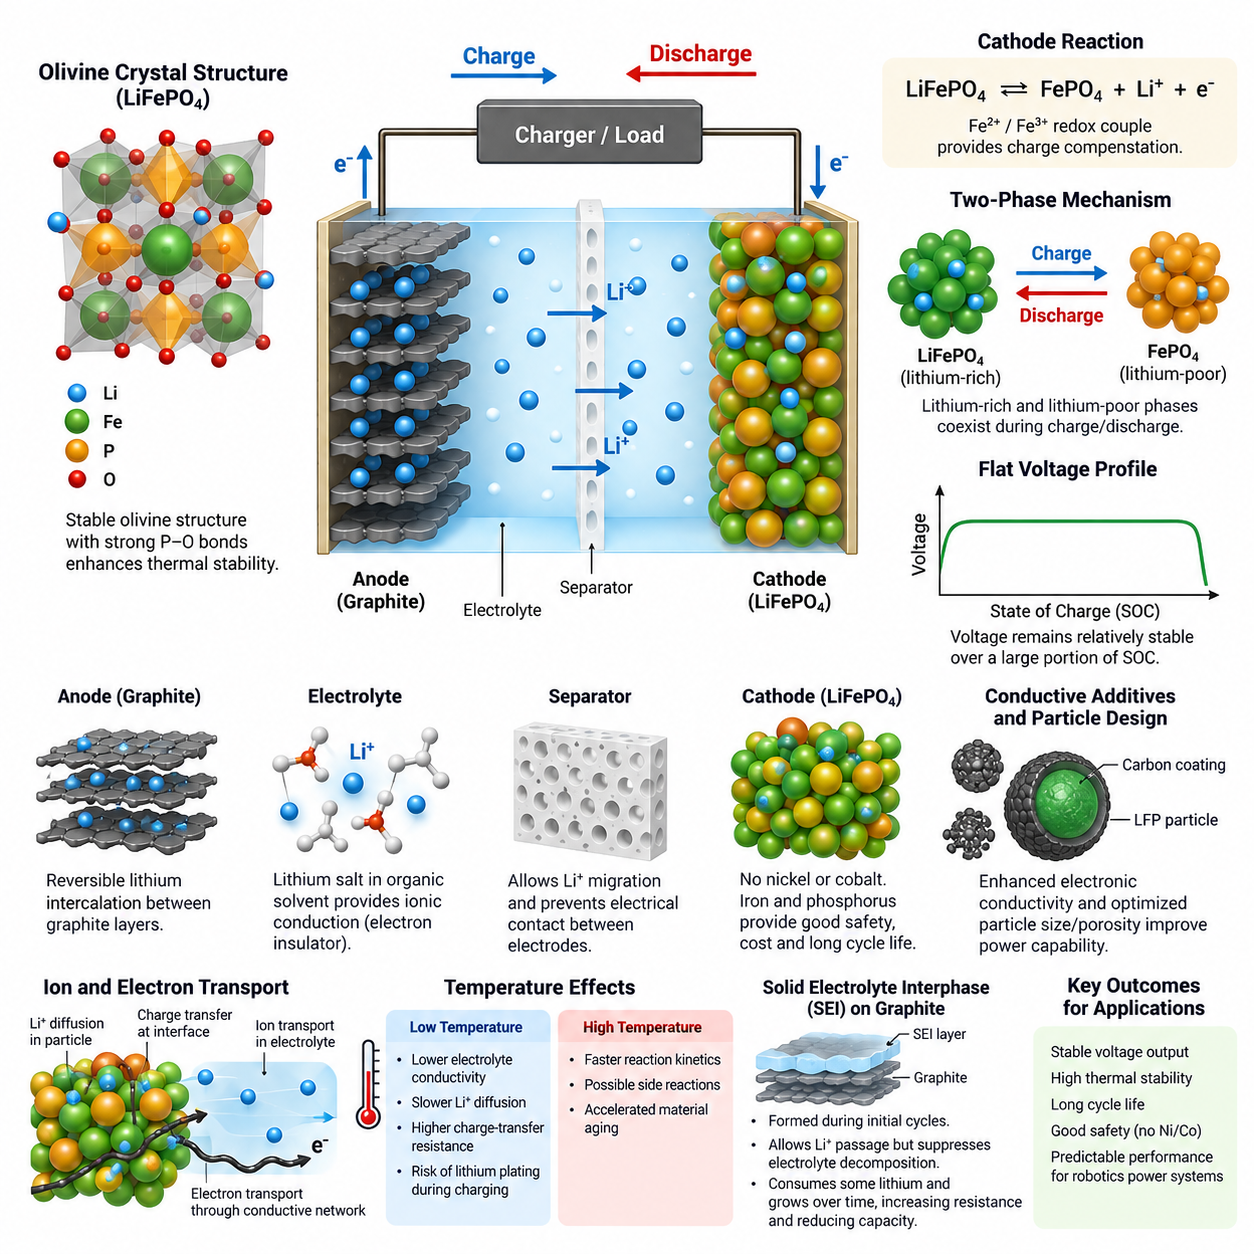 Olivine Crystal Structure
(LiFePO₄)
Li
Fe
P
O
Stable olivine structure
with strong P–O bonds
enhances thermal stability.
Charge
Discharge
Charger / Load
e⁻
e⁻
Li⁺
Li⁺
Anode
(Graphite)
Electrolyte
Separator
Cathode
(LiFePO₄)
Cathode Reaction
LiFePO₄ ⇌ FePO₄ + Li⁺ + e⁻
Fe²⁺ / Fe³⁺ redox couple
provides charge compenstation.
Two-Phase Mechanism
Charge
Discharge
LiFePO₄
(lithium-rich)
FePO₄
(lithium-poor)
Lithium-rich and lithium-poor phases
coexist during charge/discharge.
Flat Voltage Profile
Voltage
State of Charge (SOC)
Voltage remains relatively stable
over a large portion of SOC.
Anode (Graphite)
Reversible lithium
intercalation between
graphite layers.
Electrolyte
Li⁺
Lithium salt in organic
solvent provides ionic
conduction (electron
insulator).
Separator
Allows Li⁺ migration
and prevents electrical
contact between
electrodes.
Cathode (LiFePO₄)
No nickel or cobalt.
Iron and phosphorus
provide good safety,
cost and long cycle life.
Conductive Additives
and Particle Design
Carbon coating
LFP particle
Enhanced electronic
conductivity and optimized
particle size/porosity improve
power capability.
Ion and Electron Transport
Li⁺ diffusion
in particle
Charge transfer
at interface
Ion transport
in electrolyte
e⁻
Electron transport
through conductive network
Temperature Effects
Low Temperature
• Lower electrolyte
conductivity
• Slower Li⁺ diffusion
• Higher charge-transfer
resistance
• Risk of lithium plating
during charging
High Temperature
• Faster reaction kinetics
• Possible side reactions
• Accelerated material
aging
Solid Electrolyte Interphase
(SEI) on Graphite
SEI layer
Graphite
• Formed during initial cycles.
• Allows Li⁺ passage but suppresses
electrolyte decomposition.
• Consumes some lithium and
grows over time, increasing resistance
and reducing capacity.
Key Outcomes
for Applications
Stable voltage output
High thermal stability
Long cycle life
Good safety (no Ni/Co)
Predictable performance
for robotics power systems